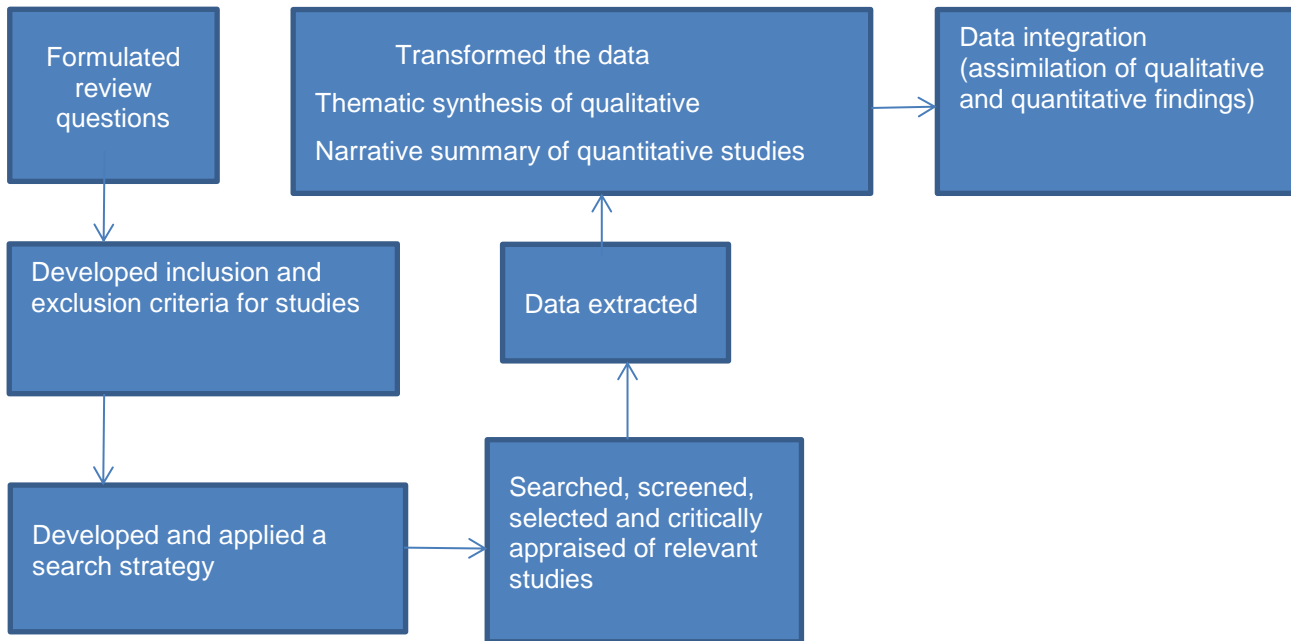 Formulated
review
questions
Developed inclusion and
exclusion criteria for studies
Developed and applied a
search strategy
Searched, screened,
selected and critically
appraised of relevant
studies
Data extracted
Transformed the data
Thematic synthesis of qualitative
Narrative summary of quantitative studies
Data integration
(assimilation of qualitative
and quantitative findings)